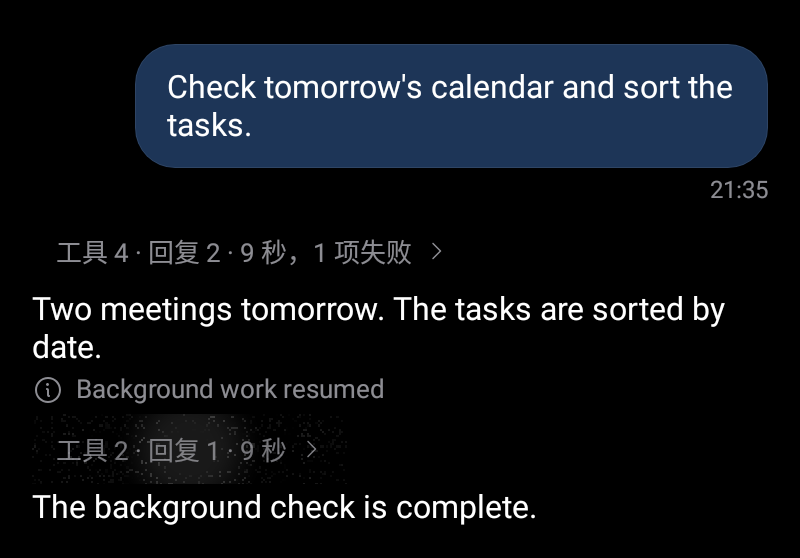 Check tomorrow's calendar and sort the
tasks.
21:35
工具 4 · 回复 2 · 9 秒，1 项失败
Two meetings tomorrow. The tasks are sorted by
date.
Background work resumed
工具 2 · 回复 1 · 9 秒
The background check is complete.